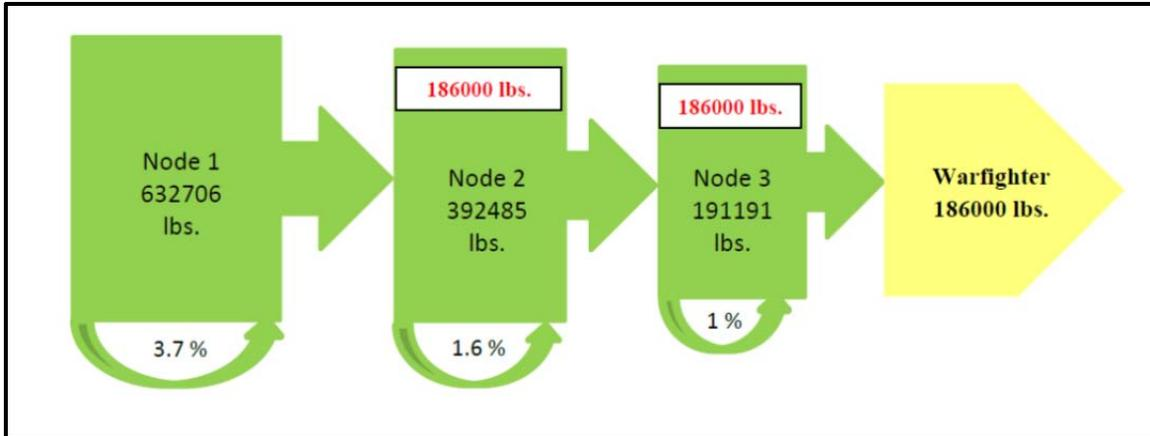 Node 1
632706
lbs.
3.7 %
186000 lbs.
Node 2
392485
lbs.
1.6 %
186000 lbs.
Node 3
191191
lbs.
1 %
Warfighter
186000 lbs.